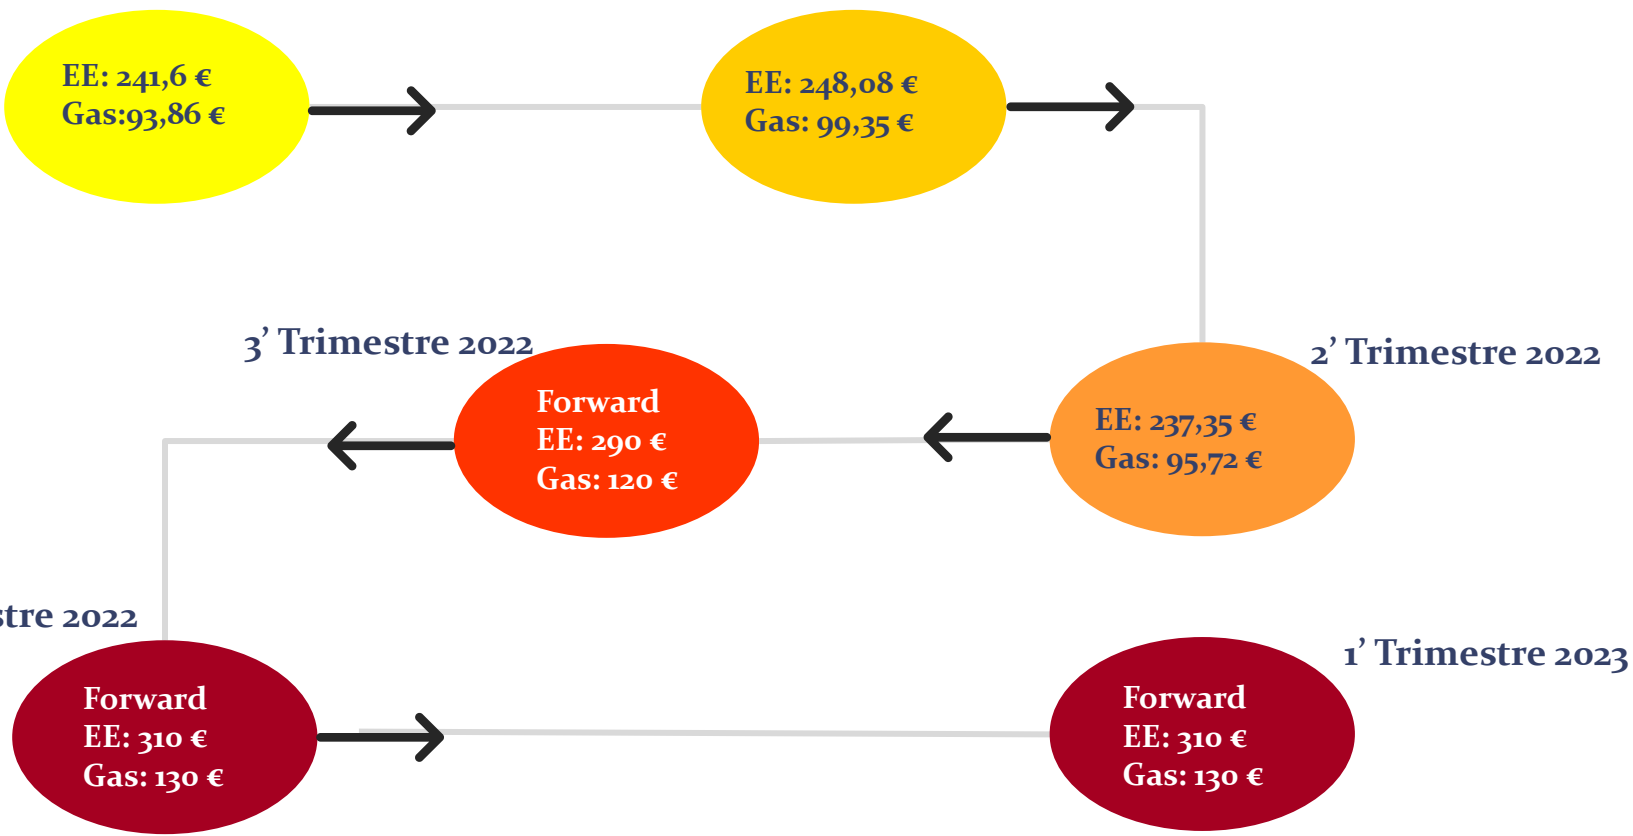 EE: 241,6 €
Gas:93,86 €
EE: 248,08 €
Gas: 99,35 €
3’ Trimestre 2022
2’ Trimestre 2022
Forward
EE: 290 €
Gas: 120 €
EE: 237,35 €
Gas: 95,72 €
stre 2022
1’ Trimestre 2023
Forward
EE: 310 €
Gas: 130 €
Forward
EE: 310 €
Gas: 130 €